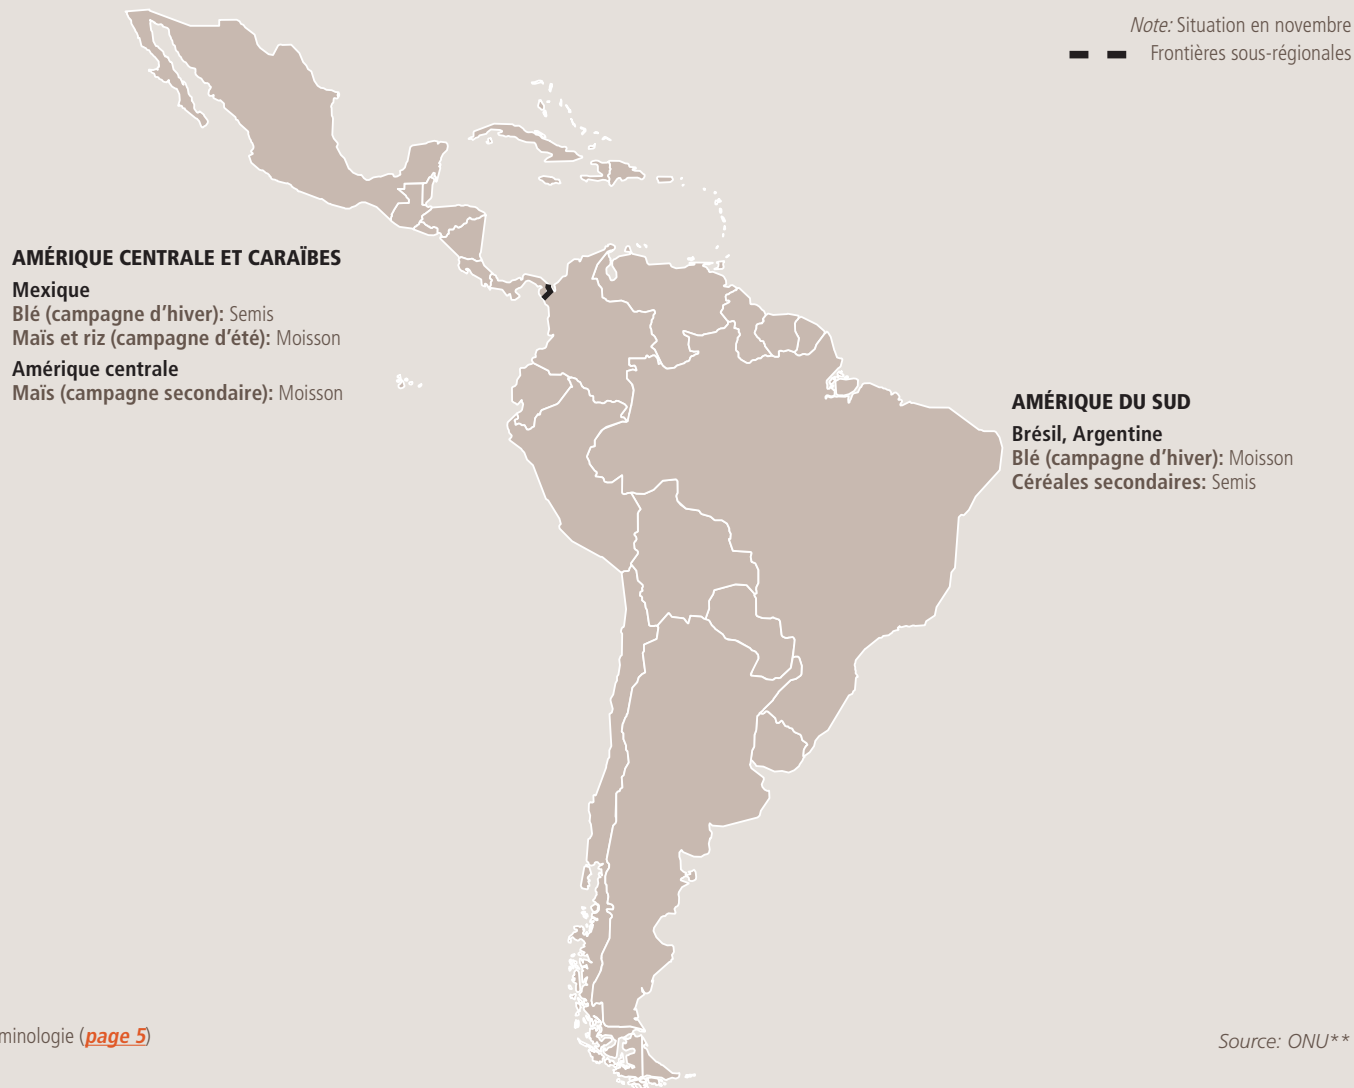 Note: Situation en novembre
Frontières sous-régionales
AMÉRIQUE CENTRALE ET CARAÏBES
Mexique
Blé (campagne d’hiver): Semis
Maïs et riz (campagne d’été): Moisson
Amérique centrale
Maïs (campagne secondaire): Moisson
AMÉRIQUE DU SUD
Brésil, Argentine
Blé (campagne d’hiver): Moisson
Céréales secondaires: Semis
minologie (page 5)
Source: ONU**